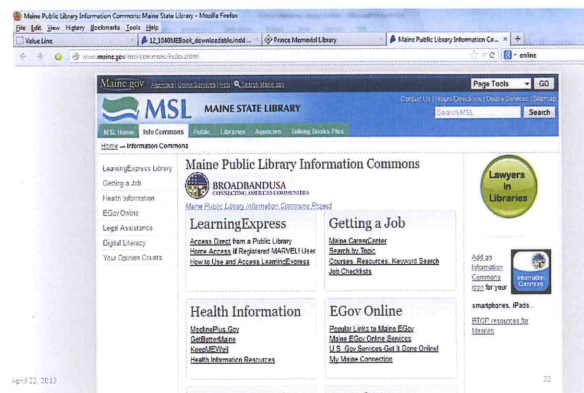 Maine Public Library Information Commons: Maine State Library - Mozilla Firefox
File Edit View History Bookmarks Tools Help
Value Line
12_1040MEBook_downloadable.indd ...
Prince Memorial Library
Maine Public Library Information Co...
www.maine.gov/msl/commons/index.shtml
online
Maine.gov Agencies | Online Services | Help | Search Maine.gov
Page Tools GO
MSL MAINE STATE LIBRARY
Contact Us | Hours/Directions | Online Services | Sitemap
Search MSL Search
MSL Home Info Commons Public Libraries Agencies Talking Books Plus
Home → Information Commons
LearningExpress Library
Getting a Job
Health Information
EGov Online
Legal Assistance
Digital Literacy
Your Opinion Counts
Maine Public Library Information Commons
BROADBANDUSA
CONNECTING AMERICA'S COMMUNITIES
Maine Public Library Information Commons Project
LearningExpress
Access Direct from a Public Library
Home Access if Registered MARVEL! User
How to Use and Access LearningExpress
Getting a Job
Maine CareerCenter
Search by Topic
Courses, Resources, Keyword Search
Job Checklists
Health Information
MedlinePlus.Gov
GetBetterMaine
KeepMEWell
Health Information Resources
EGov Online
Popular Links to Maine EGov
Maine EGov Online Services
U.S. Gov Services-Get It Done Online!
My Maine Connection
Lawyers
in
Libraries
Add an
Information
Commons
icon for your
smartphones, iPads..
Information
Commons
BTOP resources for
libraries
April 22, 2013
22